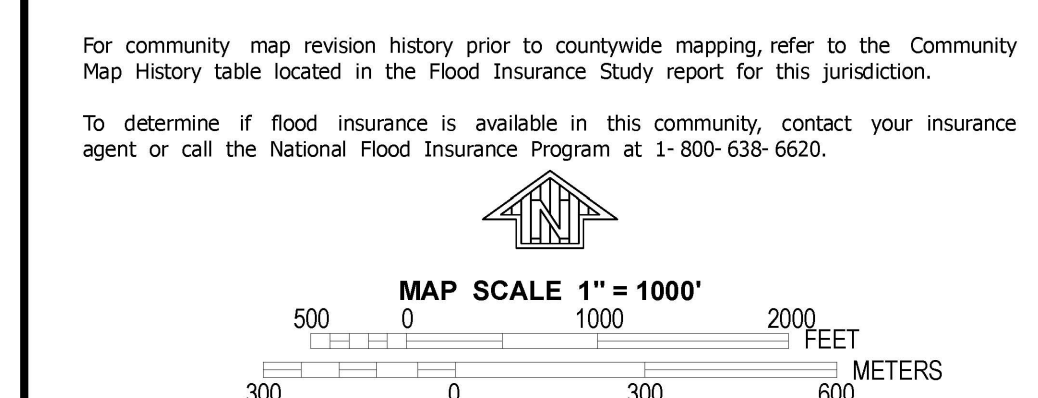 For community map revision history prior to countywide mapping, refer to the Community
Map History table located in the Flood Insurance Study report for this jurisdiction.
To determine if flood insurance is available in this community, contact your insurance
agent or call the National Flood Insurance Program at 1- 800- 638- 6620.
N
MAP SCALE 1" = 1000'
500 0 1000 2000
FEET
METERS
300 0 300 600